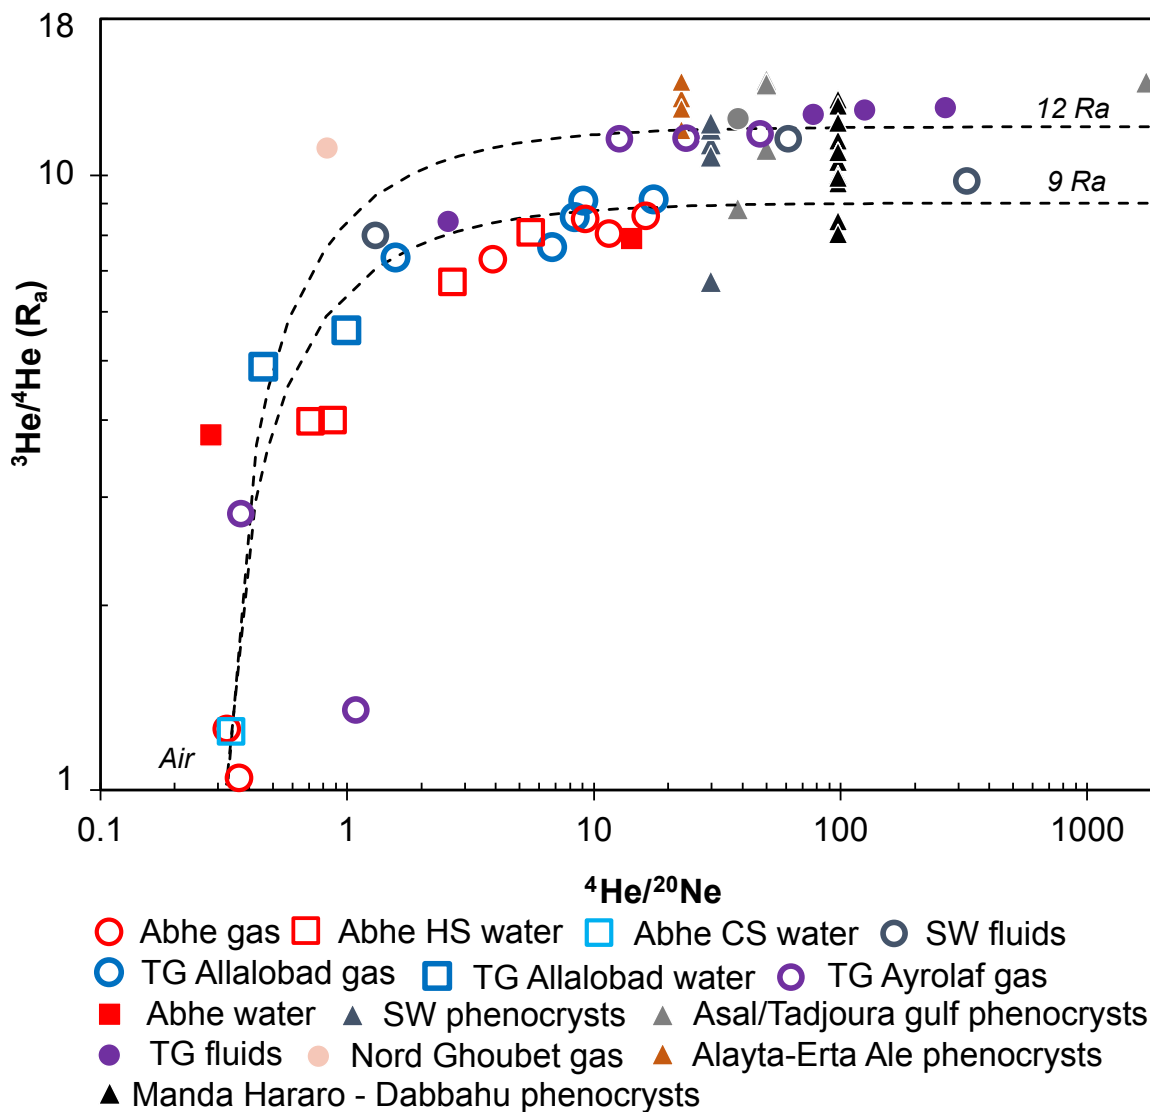 18
12 Ra
10
9 Ra
³He/⁴He (Rₐ)
Air
1
0.1 1 10 100 1000
⁴He/²⁰Ne
Abhe gas Abhe HS water Abhe CS water SW fluids
TG Allalobad gas TG Allalobad water TG Ayrolaf gas
Abhe water SW phenocrysts Asal/Tadjoura gulf phenocrysts
TG fluids Nord Ghoubet gas Alayta-Erta Ale phenocrysts
Manda Hararo - Dabbahu phenocrysts